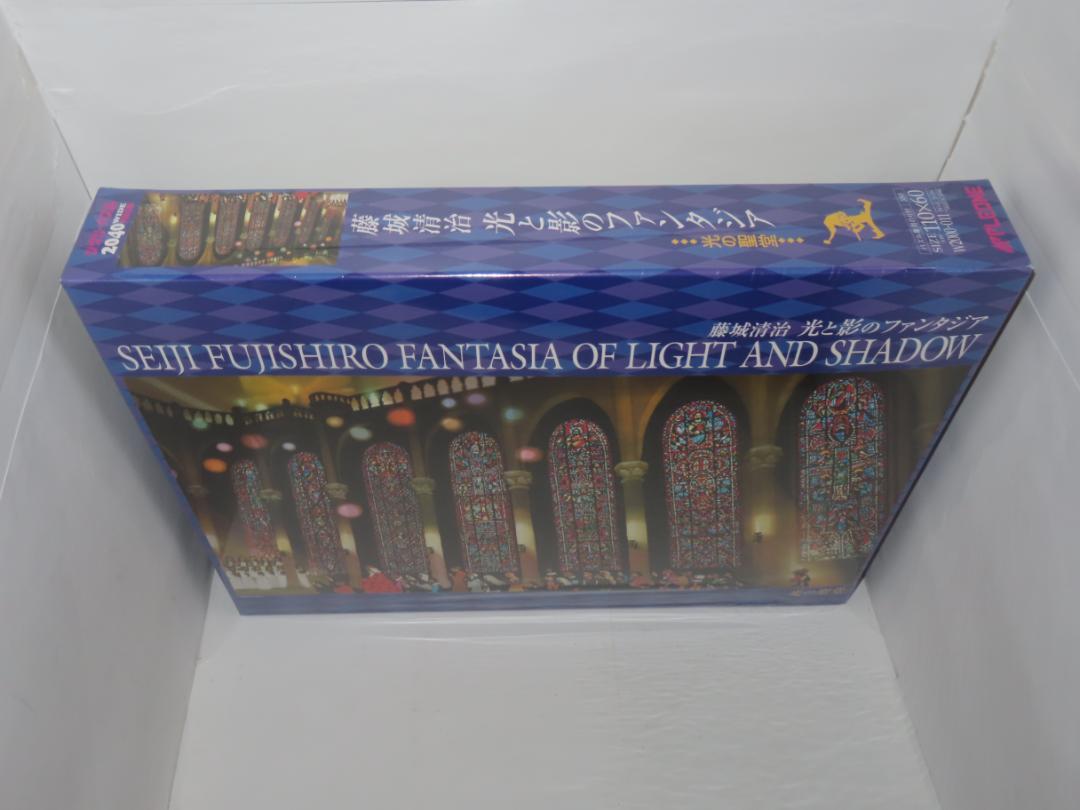 2040WIDE
藤城清治 光と影のファンタジア
光の聖堂
SIZE 110×60
APPLEONE
藤城清治 光と影のファンタジア
SEIJI FUJISHIRO FANTASIA OF LIGHT AND SHADOW